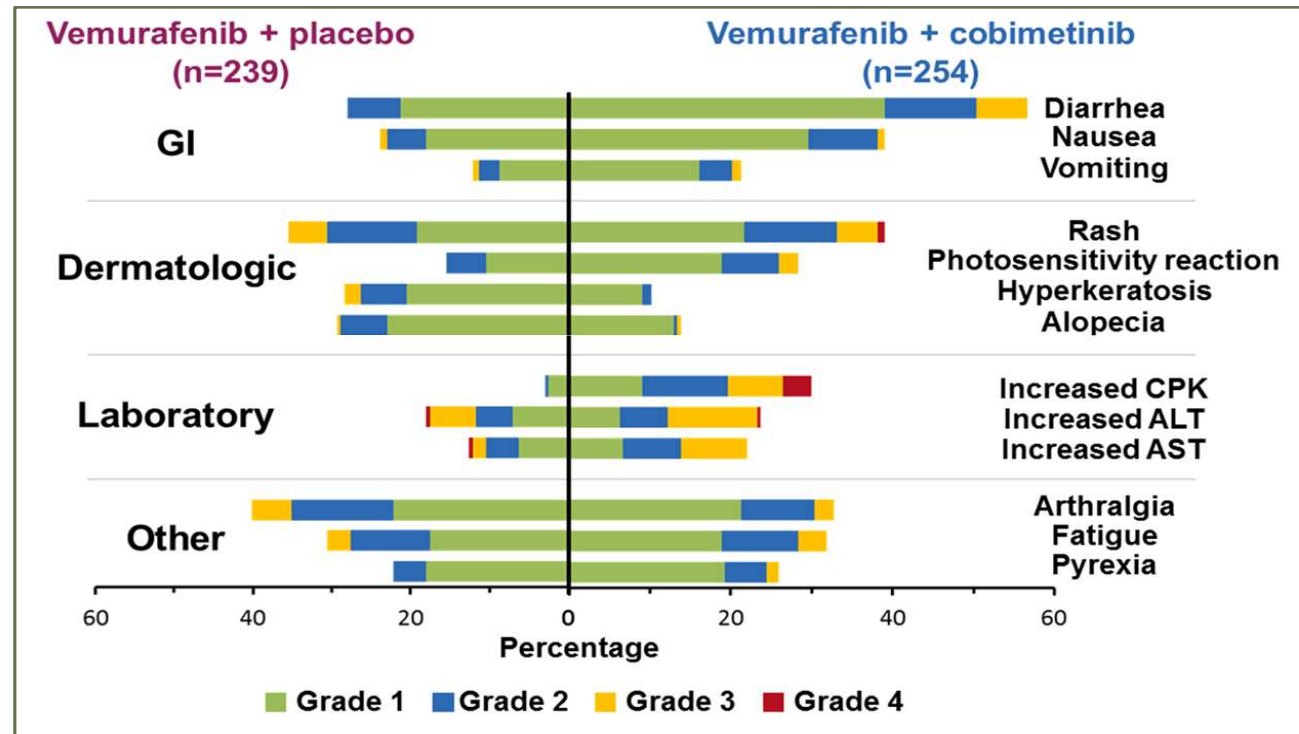 Vemurafenib + placebo
(n=239)
Vemurafenib + cobimetinib
(n=254)
GI
Diarrhea
Nausea
Vomiting
Dermatologic
Rash
Photosensitivity reaction
Hyperkeratosis
Alopecia
Laboratory
Increased CPK
Increased ALT
Increased AST
Other
Arthralgia
Fatigue
Pyrexia
60 40 20 0 20 40 60
Percentage
Grade 1 Grade 2 Grade 3 Grade 4